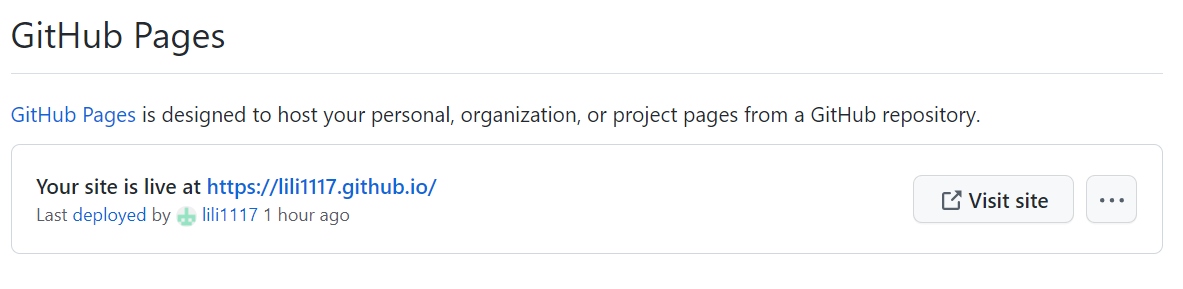 GitHub Pages
GitHub Pages is designed to host your personal, organization, or project pages from a GitHub repository.
Your site is live at https://lili1117.github.io/
Last deployed by lili1117 1 hour ago
Visit site